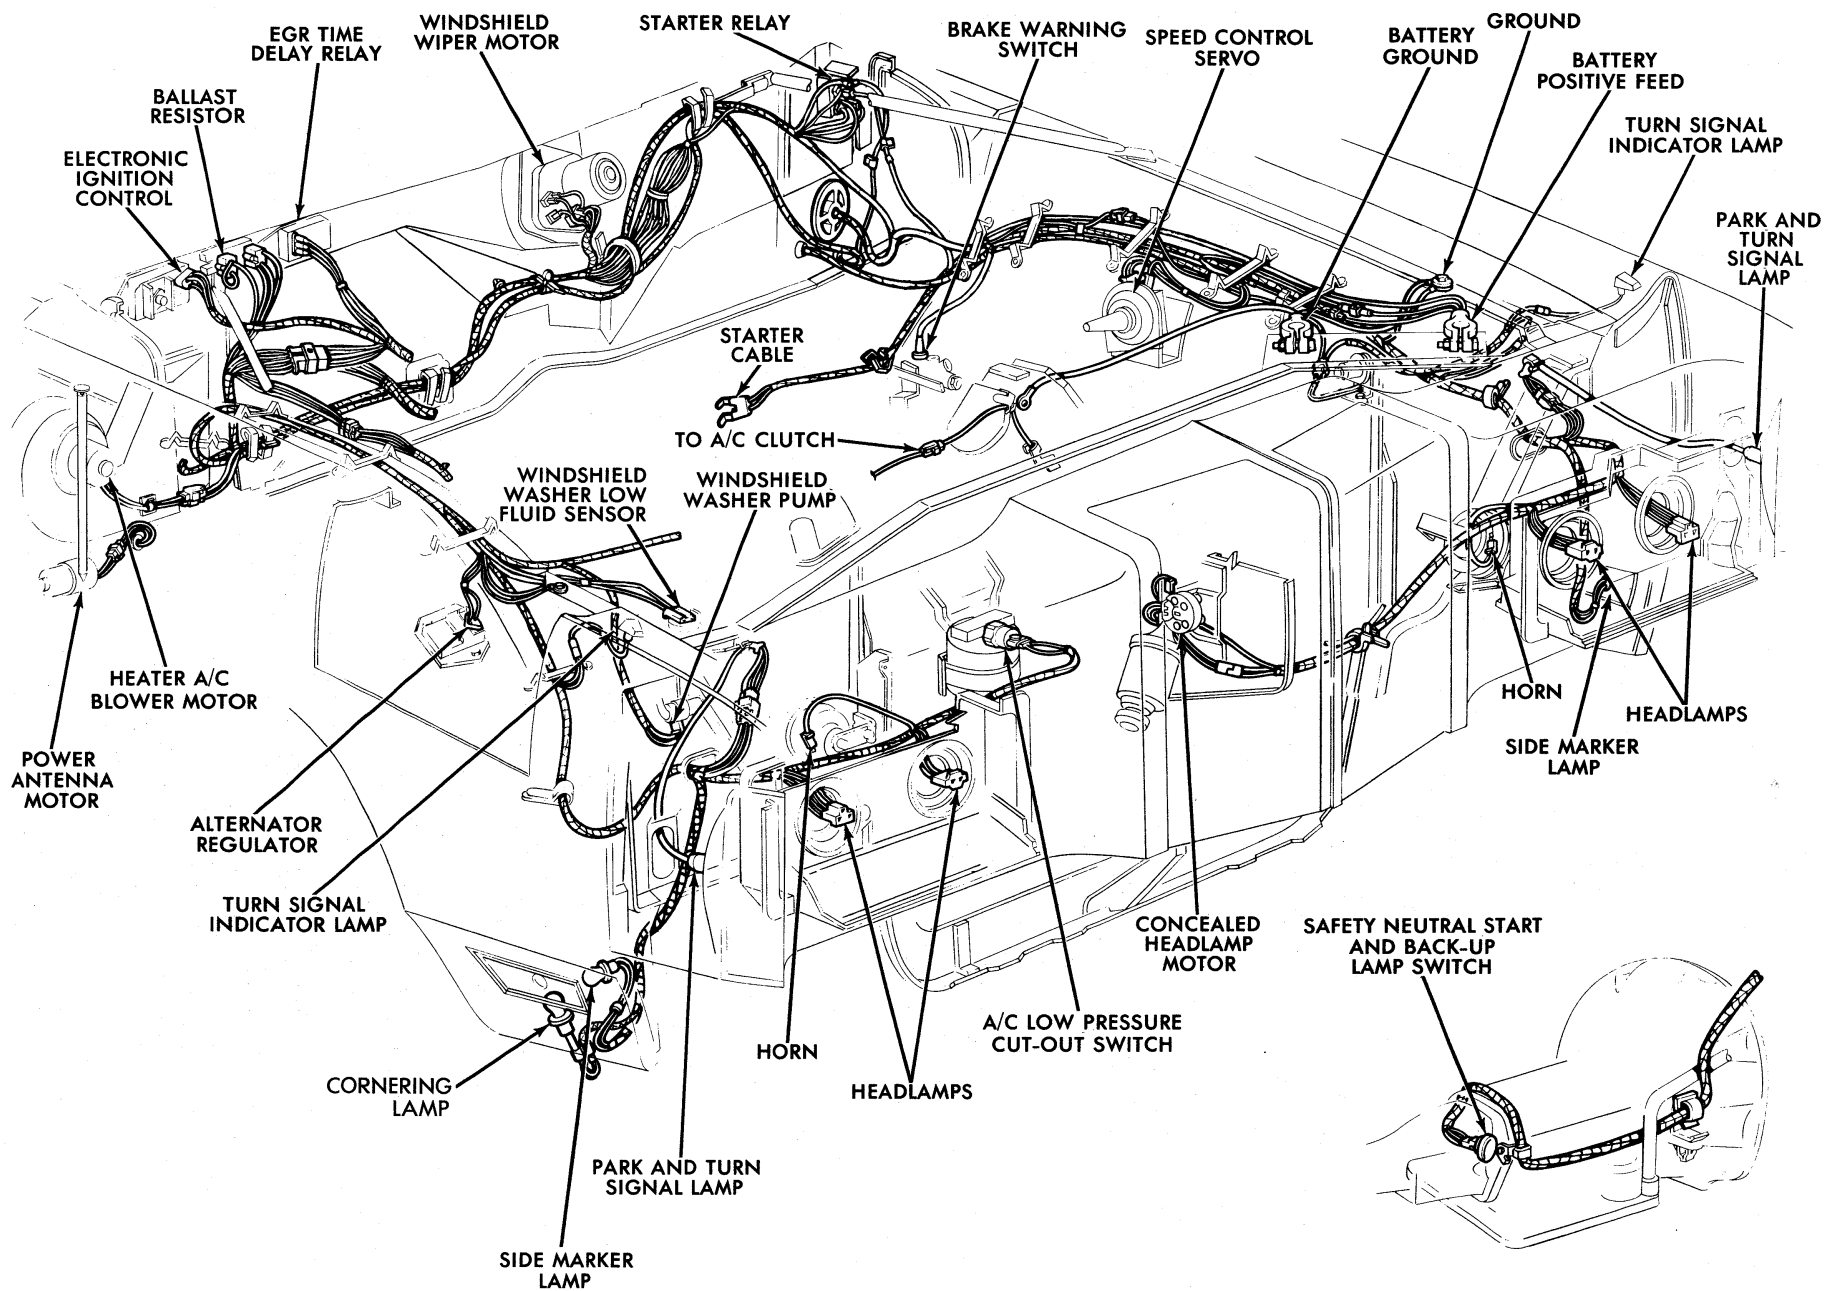 EGR TIME
DELAY RELAY
WINDSHIELD
WIPER MOTOR
STARTER RELAY
BRAKE WARNING
SWITCH
SPEED CONTROL
SERVO
BATTERY
GROUND
GROUND
BATTERY
POSITIVE FEED
TURN SIGNAL
INDICATOR LAMP
PARK AND
TURN
SIGNAL
LAMP
BALLAST
RESISTOR
ELECTRONIC
IGNITION
CONTROL
STARTER
CABLE
TO A/C CLUTCH
WINDSHIELD
WASHER LOW
FLUID SENSOR
WINDSHIELD
WASHER PUMP
HEATER A/C
BLOWER MOTOR
POWER
ANTENNA
MOTOR
ALTERNATOR
REGULATOR
TURN SIGNAL
INDICATOR LAMP
HORN
HEADLAMPS
SIDE MARKER
LAMP
CONCEALED
HEADLAMP
MOTOR
SAFETY NEUTRAL START
AND BACK-UP
LAMP SWITCH
A/C LOW PRESSURE
CUT-OUT SWITCH
HORN
HEADLAMPS
CORNERING
LAMP
PARK AND TURN
SIGNAL LAMP
SIDE MARKER
LAMP